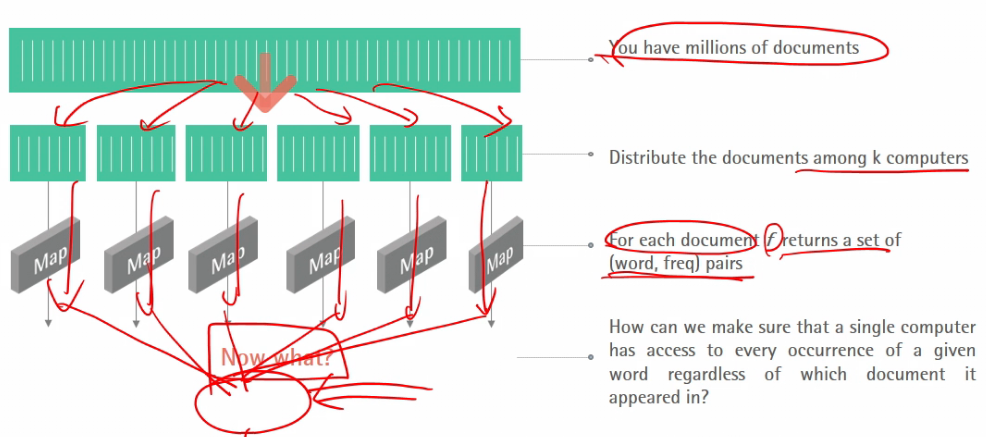 You have millions of documents
Distribute the documents among k computers
Map
Map
Map
Map
Map
Map
For each document f returns a set of
(word, freq) pairs
Now what?
How can we make sure that a single computer
has access to every occurrence of a given
word regardless of which document it
appeared in?